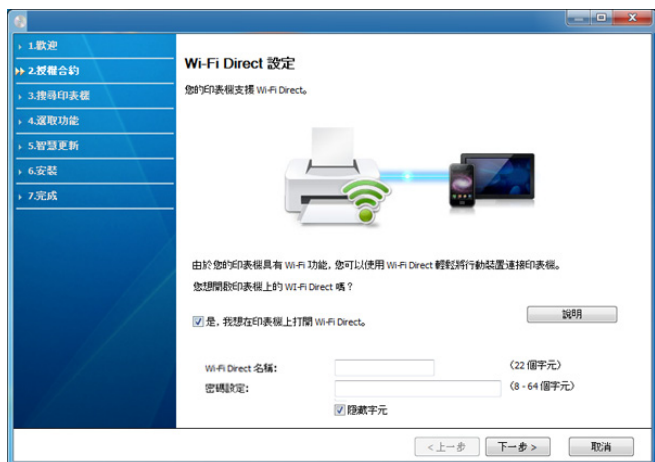 1.歡迎
2.授權合約
3.搜尋印表機
4.選取功能
5.智慧更新
6.安裝
7.完成
Wi-Fi Direct 設定
您的印表機支援 Wi-Fi Direct。
由於您的印表機具有 Wi-Fi 功能, 您可以使用 Wi-Fi Direct 輕鬆將行動裝置連接印表機。
您想開啟印表機上的 WI-FI Direct 嗎？
說明
是, 我想在印表機上打開 Wi-Fi Direct。
Wi-Fi Direct 名稱: (22 個字元)
密碼設定: (8 - 64 個字元)
隱藏字元
<上一步 下一步 > 取消